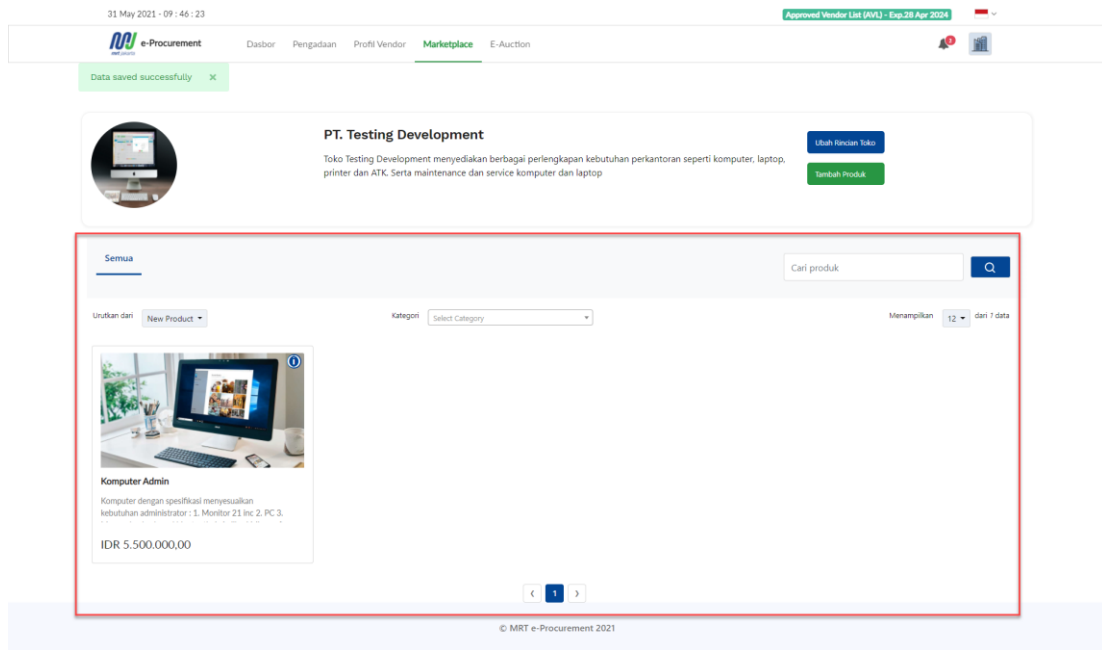 31 May 2021 - 09 : 46 : 23
Approved Vendor List (AVL) - Exp.28 Apr 2024
mrt jakarta
e-Procurement
Dasbor
Pengadaan
Profil Vendor
Marketplace
E-Auction
Data saved successfully ×
PT. Testing Development
Toko Testing Development menyediakan berbagai perlengkapan kebutuhan perkantoran seperti komputer, laptop,
printer dan ATK. Serta maintenance dan service komputer dan laptop
Ubah Rincian Toko
Tambah Produk
Semua
Cari produk
Urutkan dari
New Product
Kategori
Select Category
Menampilkan
12
dari 1 data
Komputer Admin
Komputer dengan spesifikasi menyesuaikan
kebutuhan administrator : 1. Monitor 21 inc 2. PC 3.
IDR 5.500.000,00
1
© MRT e-Procurement 2021